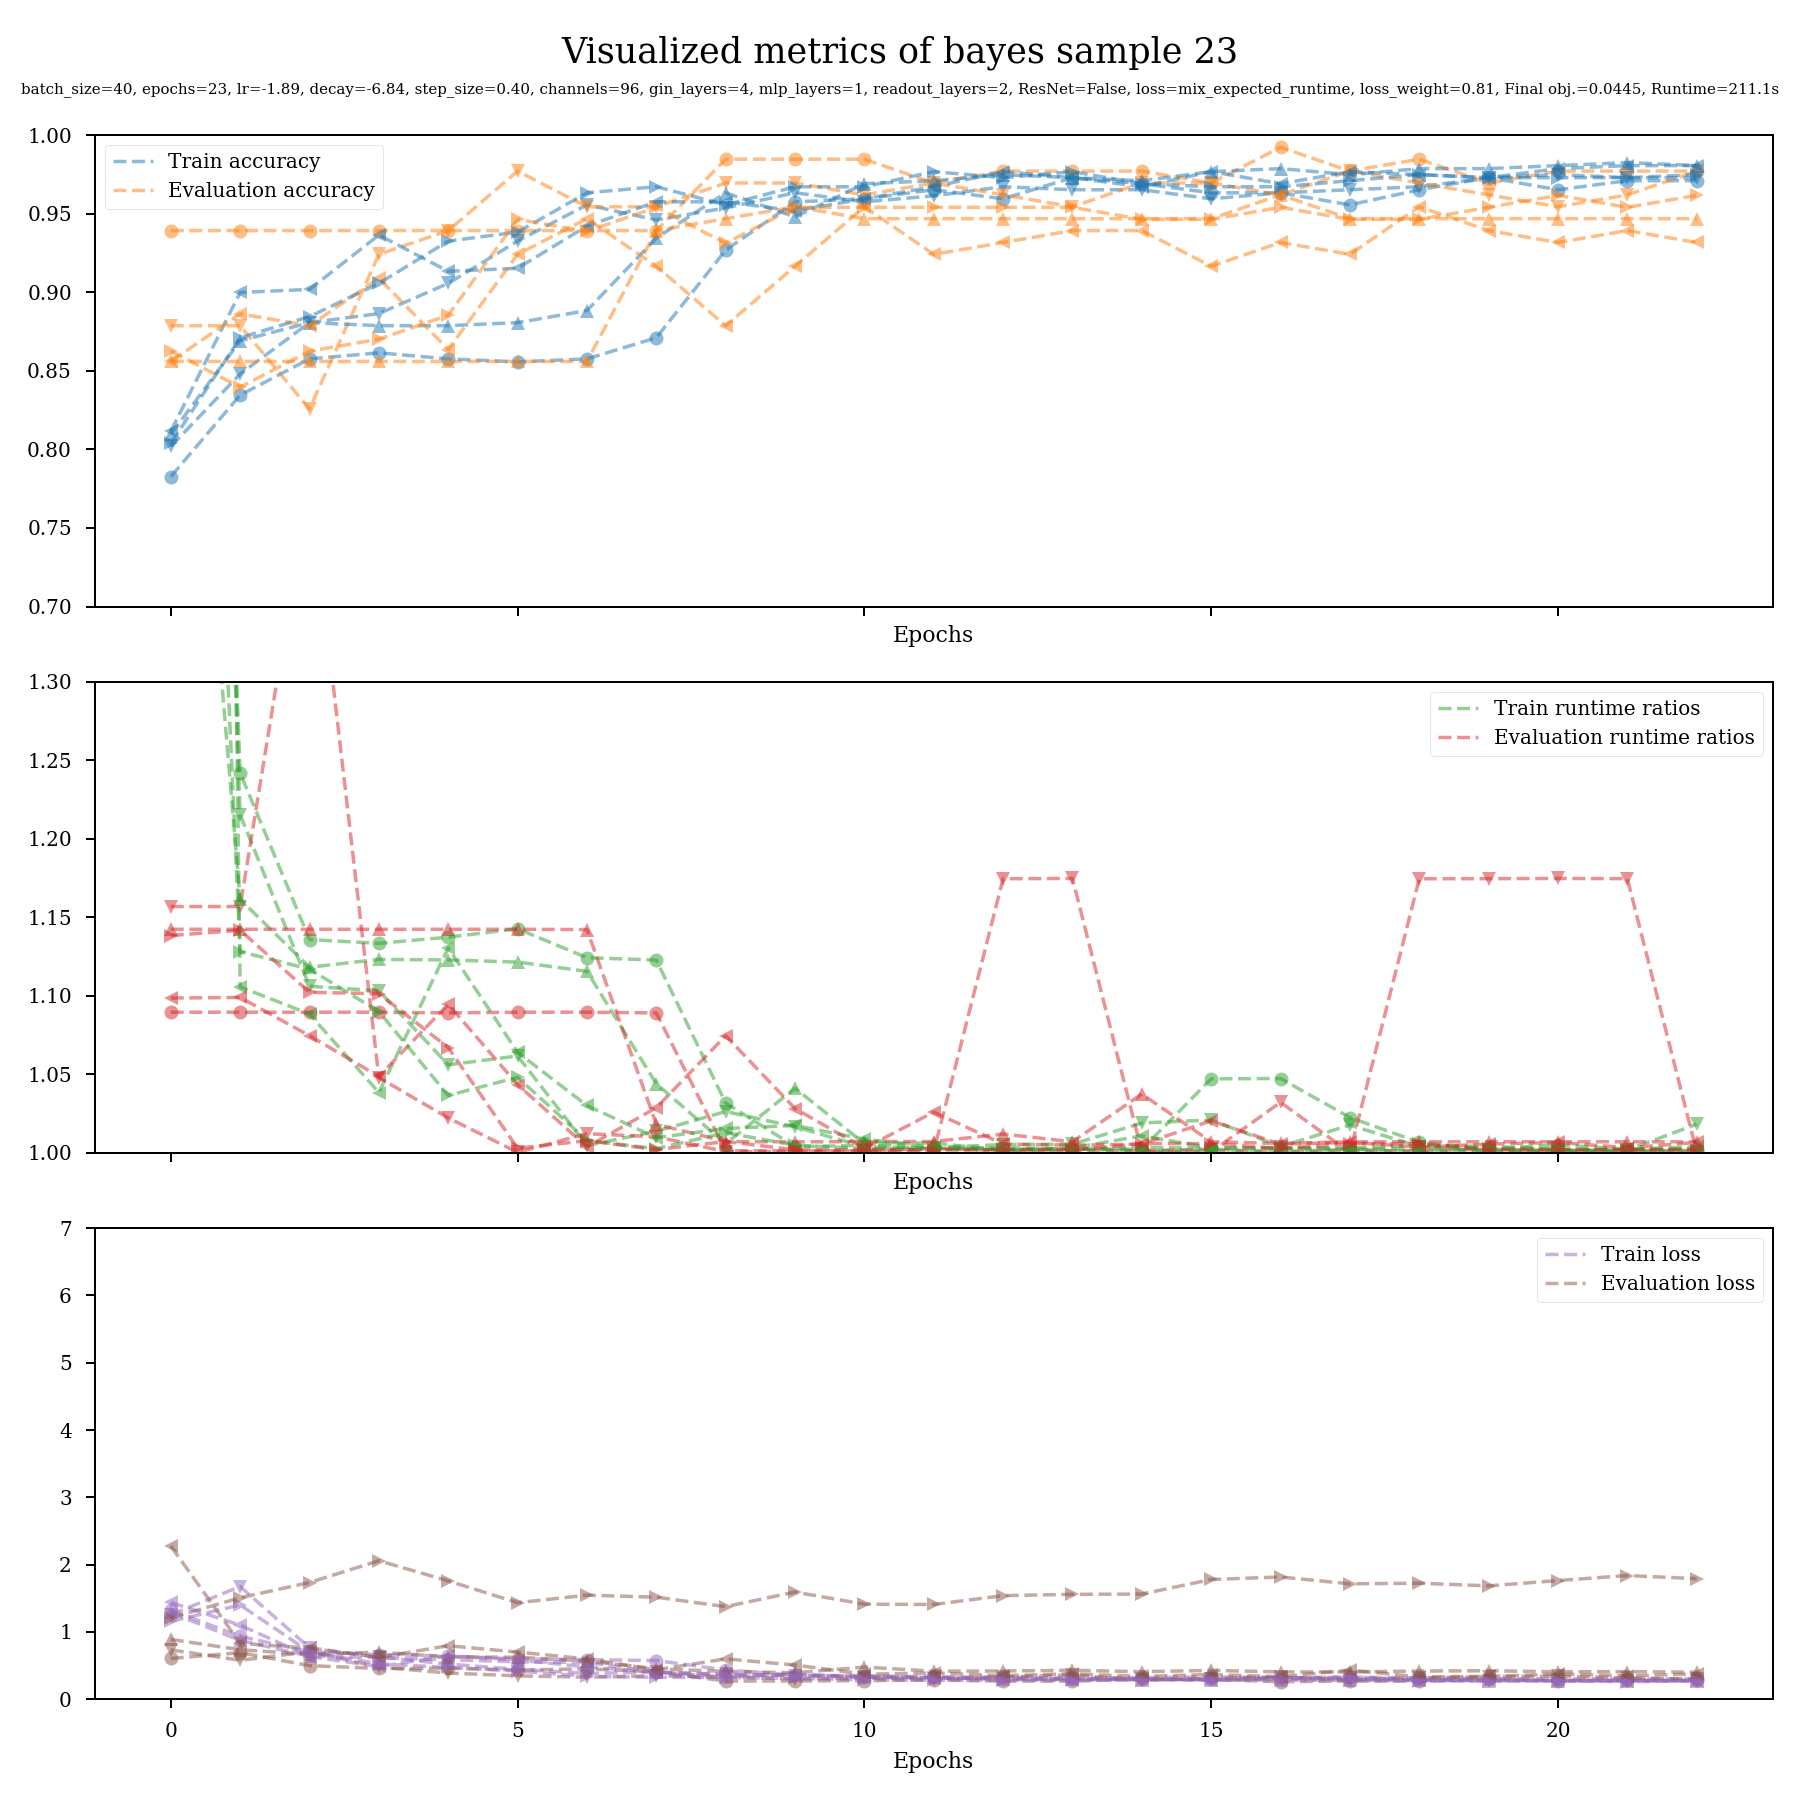 Visualized metrics of bayes sample 23
batch_size=40, epochs=23, lr=-1.89, decay=-6.84, step_size=0.40, channels=96, gin_layers=4, mlp_layers=1, readout_layers=2, ResNet=False, loss=mix_expected_runtime, loss_weight=0.81, Final obj.=0.0445, Runtime=211.1s
1.00
0.95
0.90
0.85
0.80
0.75
0.70
Train accuracy
Evaluation accuracy
Epochs
1.30
1.25
1.20
1.15
1.10
1.05
1.00
Train runtime ratios
Evaluation runtime ratios
Epochs
7
6
5
4
3
2
1
0
Train loss
Evaluation loss
0 5 10 15 20
Epochs